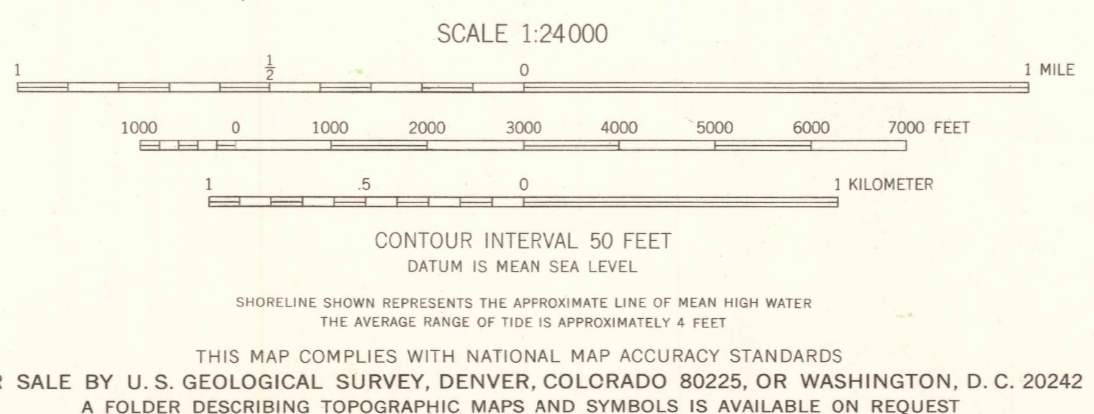 SCALE 1:24000
1 1/2 0 1 MILE
1000 0 1000 2000 3000 4000 5000 6000 7000 FEET
1 .5 0 1 KILOMETER
CONTOUR INTERVAL 50 FEET
DATUM IS MEAN SEA LEVEL
SHORELINE SHOWN REPRESENTS THE APPROXIMATE LINE OF MEAN HIGH WATER
THE AVERAGE RANGE OF TIDE IS APPROXIMATELY 4 FEET
THIS MAP COMPLIES WITH NATIONAL MAP ACCURACY STANDARDS
R SALE BY U. S. GEOLOGICAL SURVEY, DENVER, COLORADO 80225, OR WASHINGTON, D. C. 20242
A FOLDER DESCRIBING TOPOGRAPHIC MAPS AND SYMBOLS IS AVAILABLE ON REQUEST